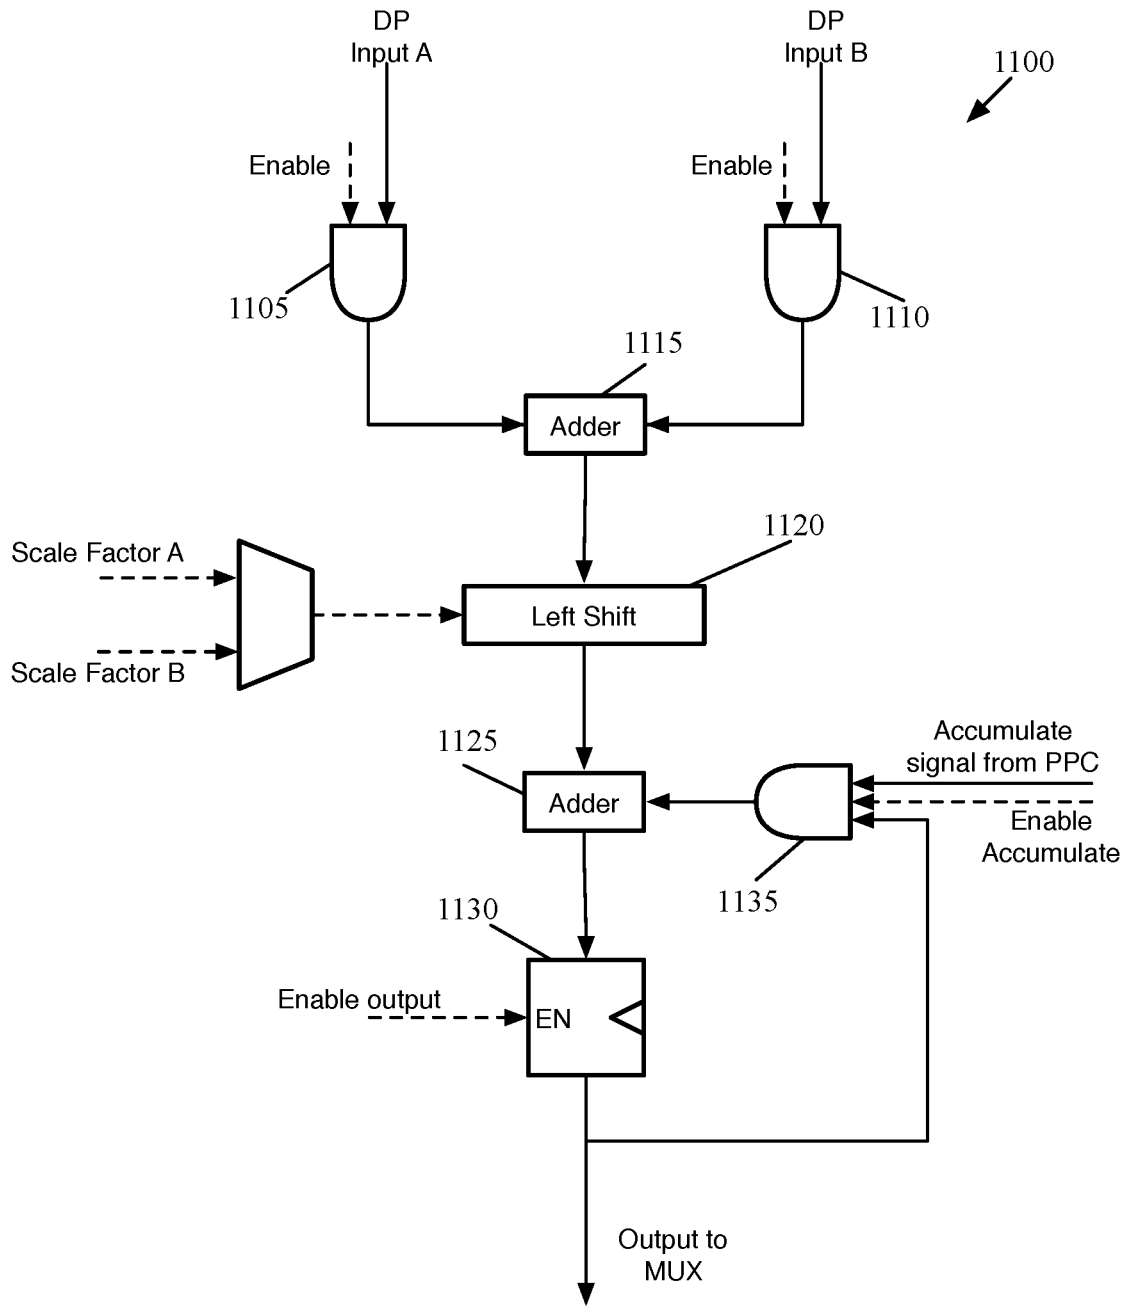 DP
Input A
DP
Input B
1100
Enable
Enable
1105
1110
1115
Adder
1120
Scale Factor A
Left Shift
Scale Factor B
1125
Accumulate
signal from PPC
Adder
Enable
Accumulate
1135
1130
Enable output
EN
Output to
MUX